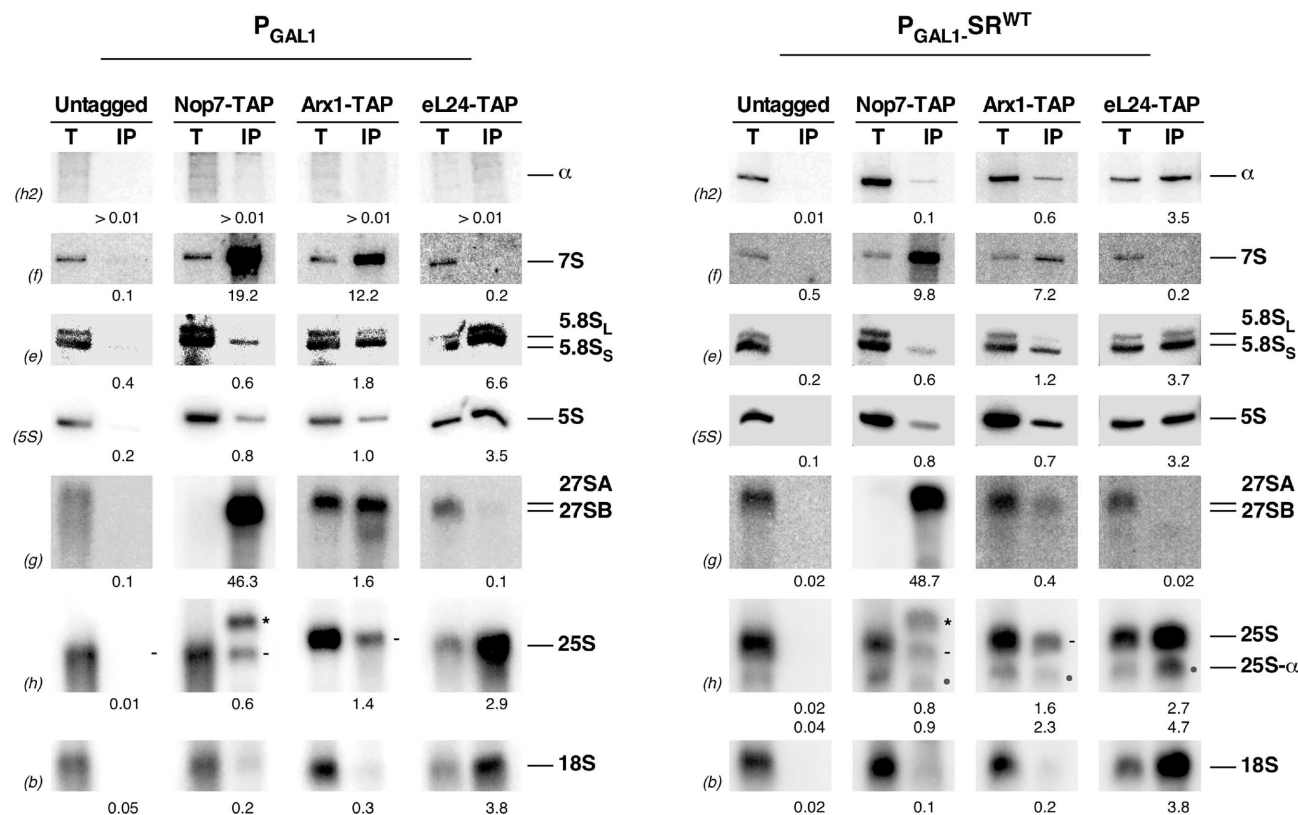 P_GAL1
Untagged Nop7-TAP Arx1-TAP eL24-TAP
T IP T IP T IP T IP
(h2) α
> 0.01 > 0.01 > 0.01 > 0.01
(f) 7S
0.1 19.2 12.2 0.2
5.8S_L
(e) 5.8S_S
0.4 0.6 1.8 6.6
(5S) 5S
0.2 0.8 1.0 3.5
27SA
27SB
(g)
0.1 46.3 1.6 0.1
*
- - - 25S
(h)
0.01 0.6 1.4 2.9
(b) 18S
0.05 0.2 0.3 3.8
P_GAL1-SR^WT
Untagged Nop7-TAP Arx1-TAP eL24-TAP
T IP T IP T IP T IP
(h2) α
0.01 0.1 0.6 3.5
(f) 7S
0.5 9.8 7.2 0.2
5.8S_L
(e) 5.8S_S
0.2 0.6 1.2 3.7
(5S) 5S
0.1 0.8 0.7 3.2
27SA
27SB
(g)
0.02 48.7 0.4 0.02
*
- - 25S
• • • 25S-α
(h)
0.02 0.8 1.6 2.7
0.04 0.9 2.3 4.7
(b) 18S
0.02 0.1 0.2 3.8